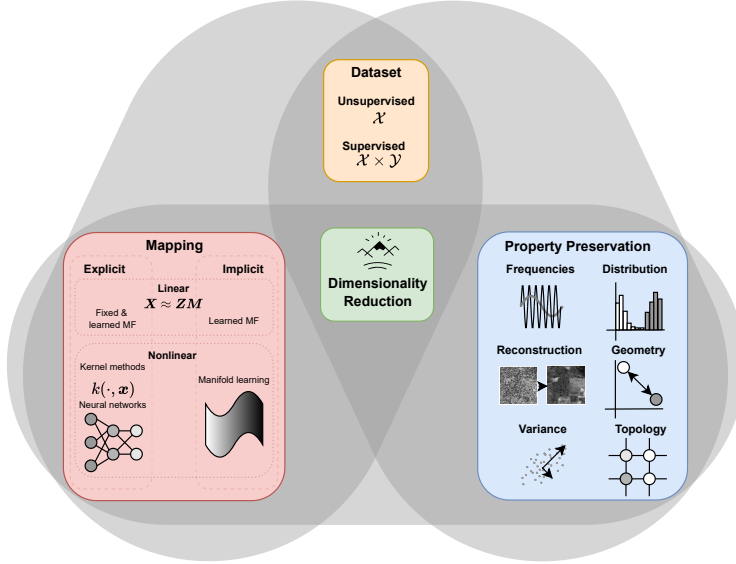 Dataset
Unsupervised
𝒳
Supervised
𝒳 × 𝒴
Mapping
Explicit
Implicit
Linear
X ≈ ZM
Fixed &
learned MF
Learned MF
Nonlinear
Kernel methods
k(·, x)
Neural networks
Manifold learning
Dimensionality
Reduction
Property Preservation
Frequencies
Distribution
Reconstruction
Geometry
Variance
Topology